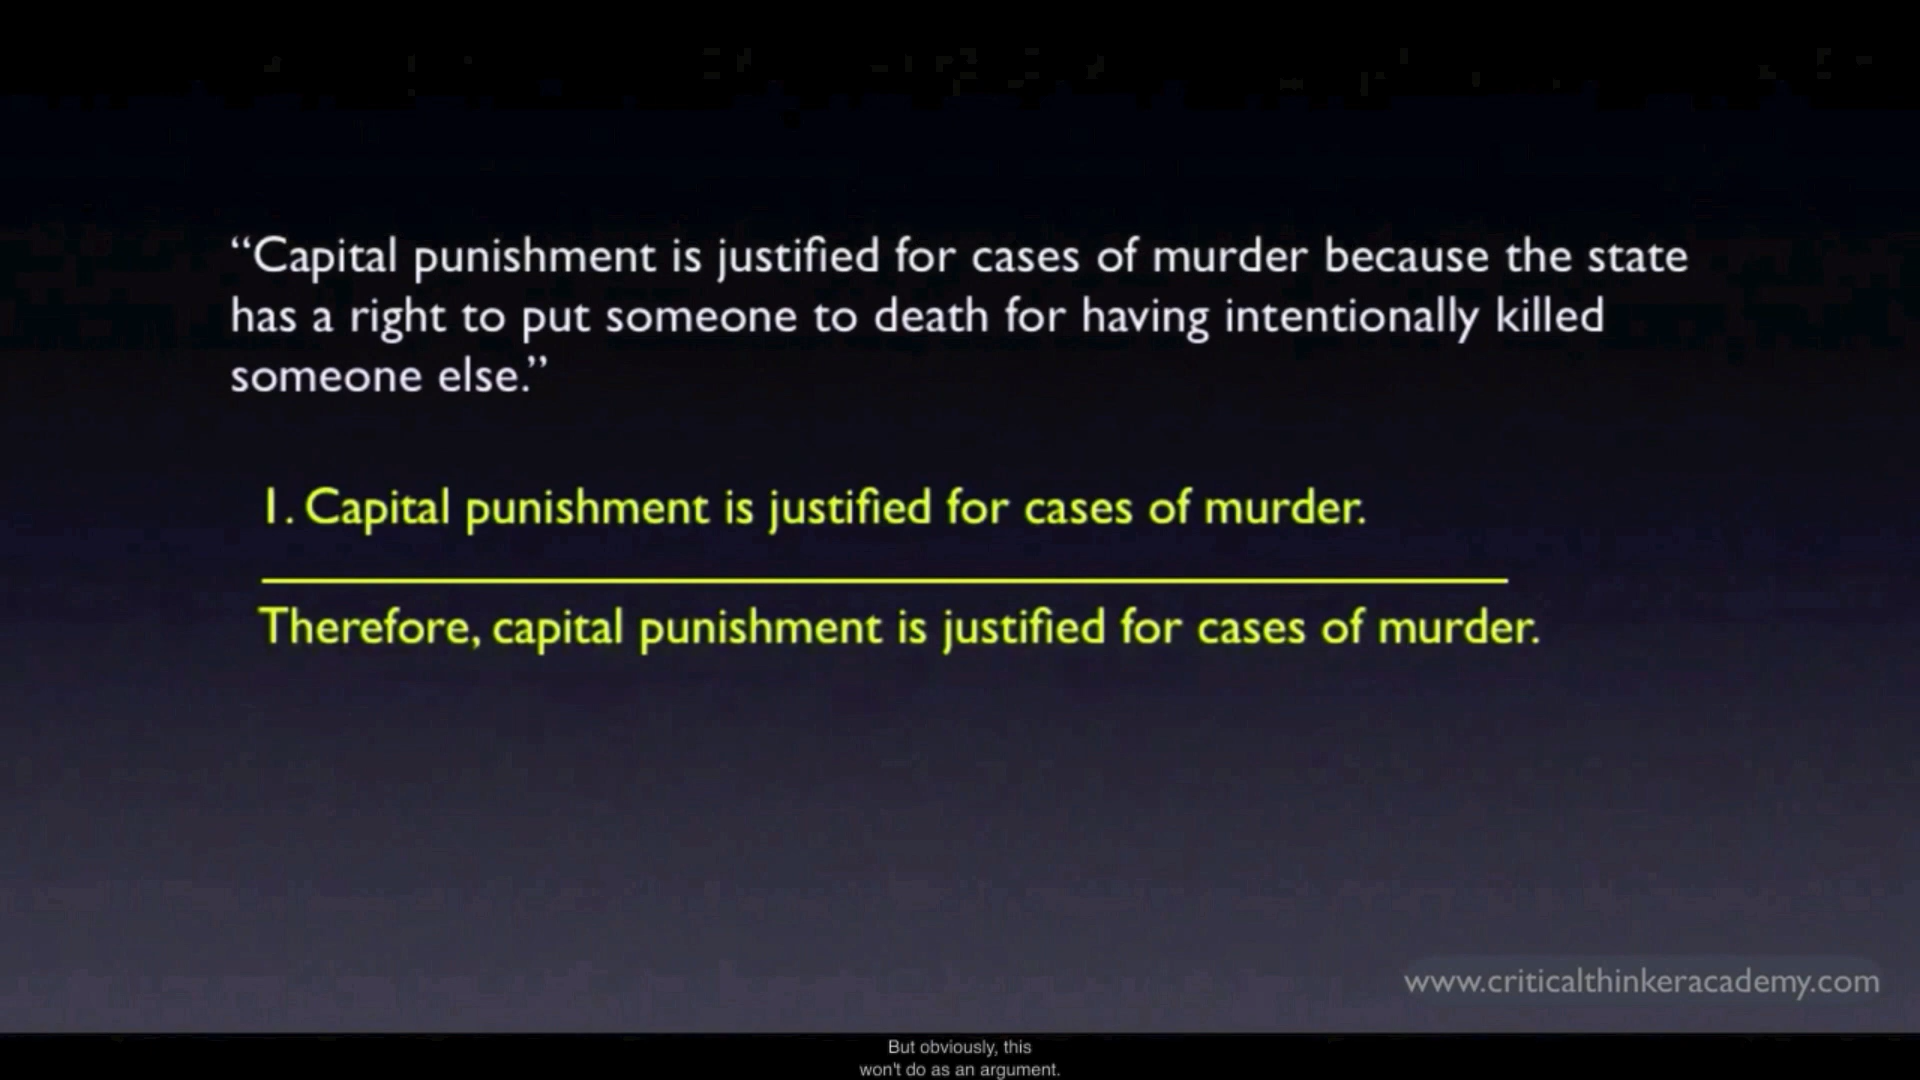 “Capital punishment is justified for cases of murder because the state
has a right to put someone to death for having intentionally killed
someone else.”
1. Capital punishment is justified for cases of murder.
Therefore, capital punishment is justified for cases of murder.
www.criticalthinkeracademy.com
But obviously, this
won't do as an argument.